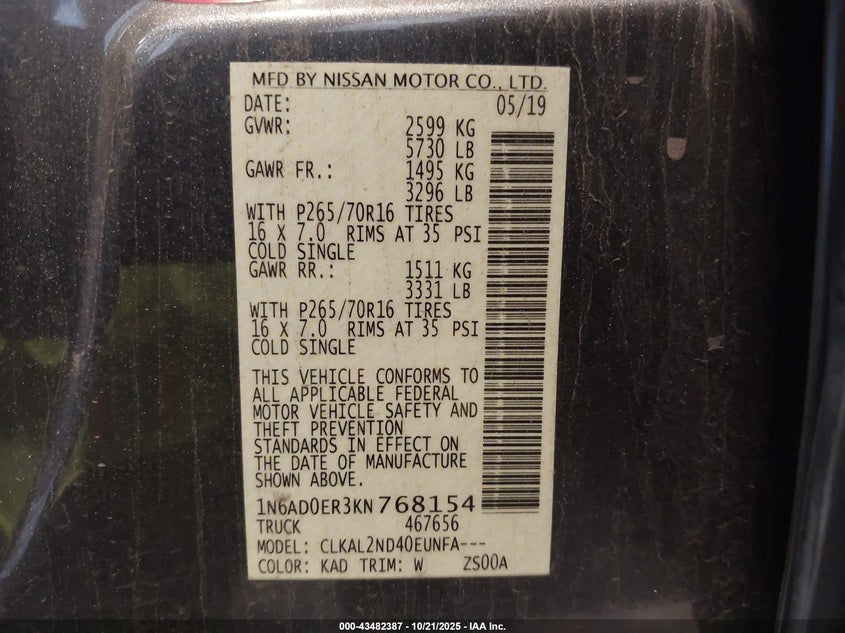 MFD BY NISSAN MOTOR CO., LTD.
DATE: 05/19
GVWR: 2599 KG
5730 LB
GAWR FR.: 1495 KG
3296 LB
WITH P265/70R16 TIRES
16 X 7.0 RIMS AT 35 PSI
COLD SINGLE
GAWR RR.: 1511 KG
3331 LB
WITH P265/70R16 TIRES
16 X 7.0 RIMS AT 35 PSI
COLD SINGLE
THIS VEHICLE CONFORMS TO
ALL APPLICABLE FEDERAL
MOTOR VEHICLE SAFETY AND
THEFT PREVENTION
STANDARDS IN EFFECT ON
THE DATE OF MANUFACTURE
SHOWN ABOVE.
1N6AD0ER3KN768154
TRUCK 467656
MODEL: CLKAL2ND40EUNFA---
COLOR: KAD TRIM: W ZS00A
000-43482387 - 10/21/2025 - IAA Inc.